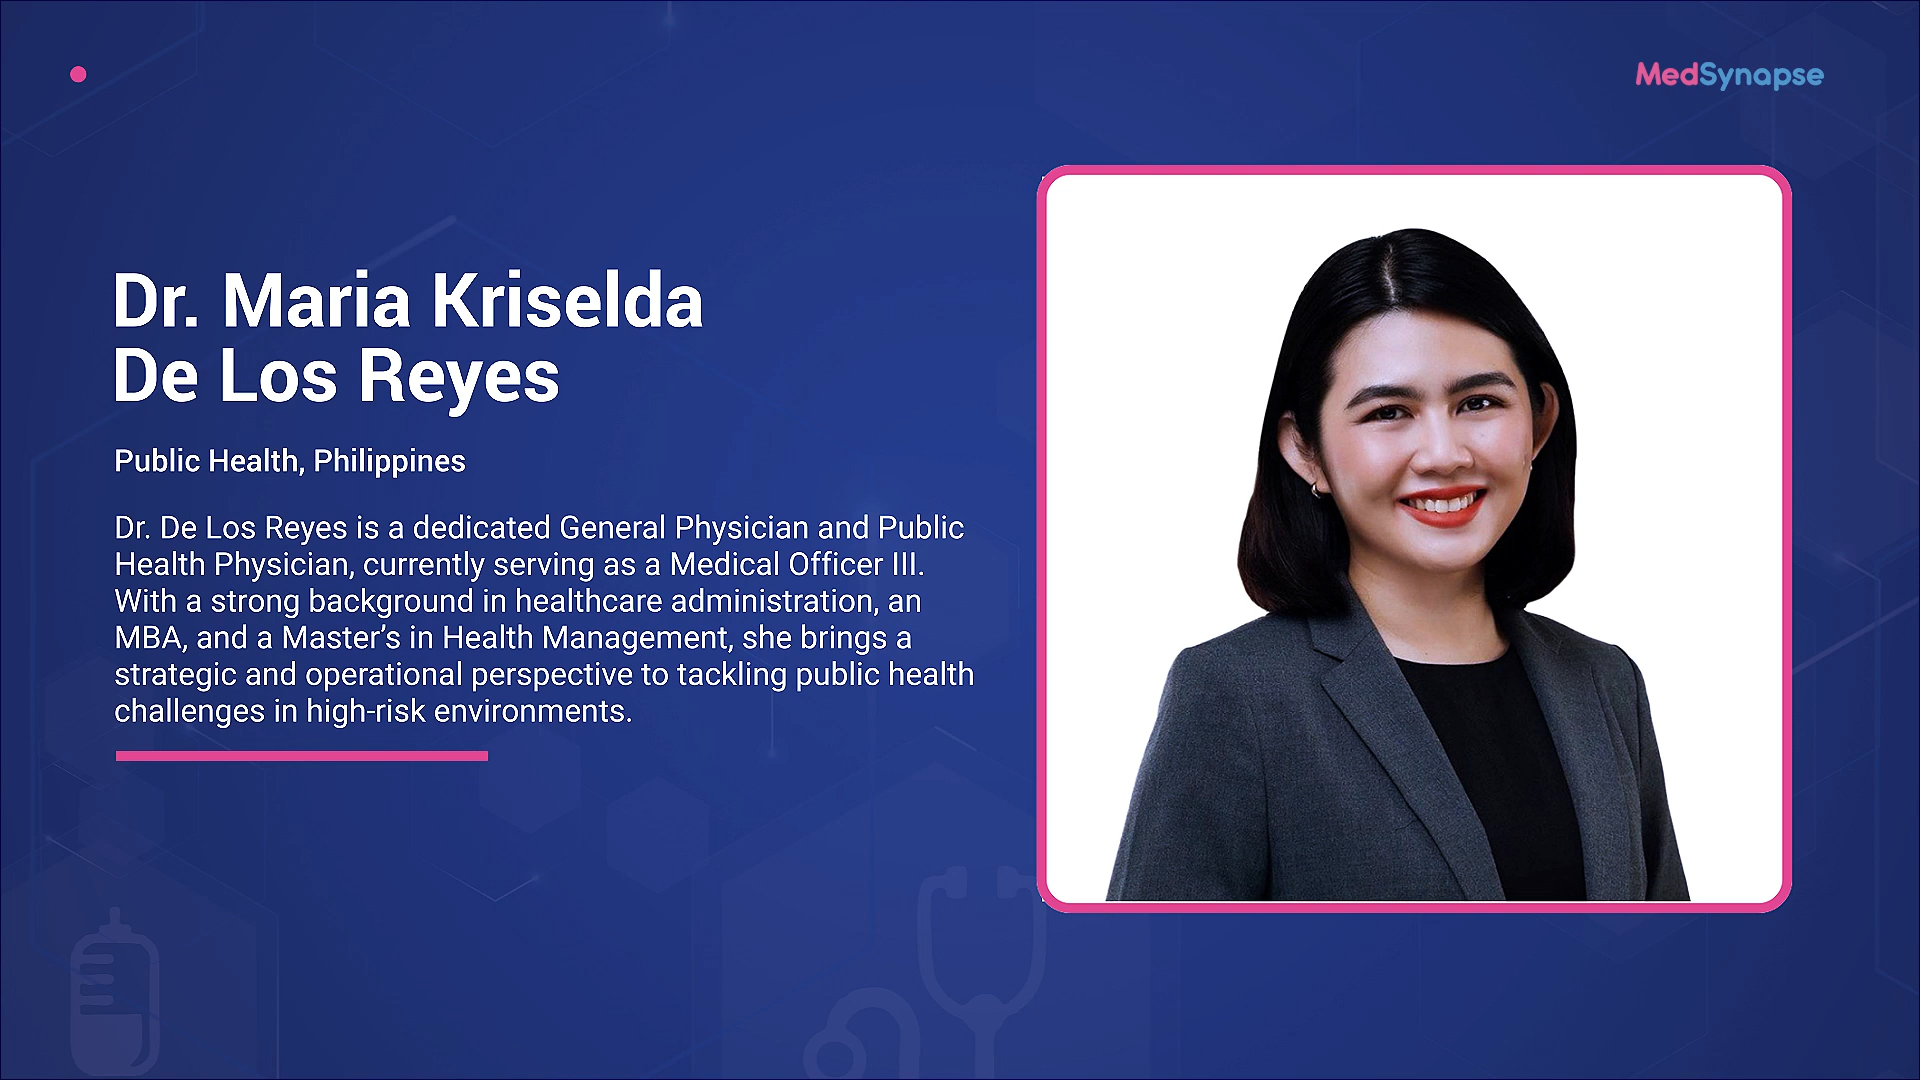 MedSynapse
Dr. Maria Kriselda
De Los Reyes
Public Health, Philippines
Dr. De Los Reyes is a dedicated General Physician and Public
Health Physician, currently serving as a Medical Officer III.
With a strong background in healthcare administration, an
MBA, and a Master’s in Health Management, she brings a
strategic and operational perspective to tackling public health
challenges in high-risk environments.